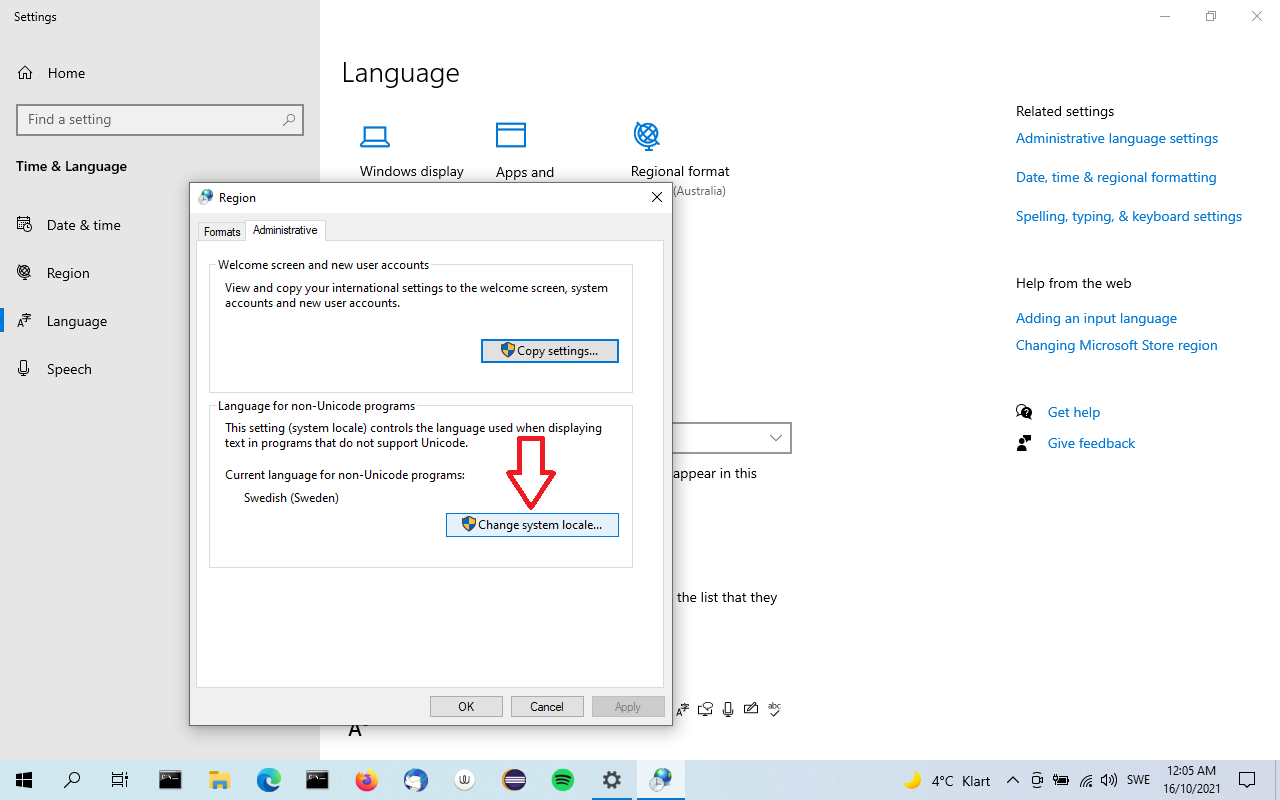 Settings
Home
Find a setting
Time & Language
Date & time
Region
Language
Speech
Language
Windows display
Apps and
Regional format
(Australia)
appear in this
the list that they
Related settings
Administrative language settings
Date, time & regional formatting
Spelling, typing, & keyboard settings
Help from the web
Adding an input language
Changing Microsoft Store region
Get help
Give feedback
Region
Formats
Administrative
Welcome screen and new user accounts
View and copy your international settings to the welcome screen, system
accounts and new user accounts.
Copy settings...
Language for non-Unicode programs
This setting (system locale) controls the language used when displaying
text in programs that do not support Unicode.
Current language for non-Unicode programs:
Swedish (Sweden)
Change system locale...
OK
Cancel
Apply
abc
4°C Klart
SWE
12:05 AM
16/10/2021